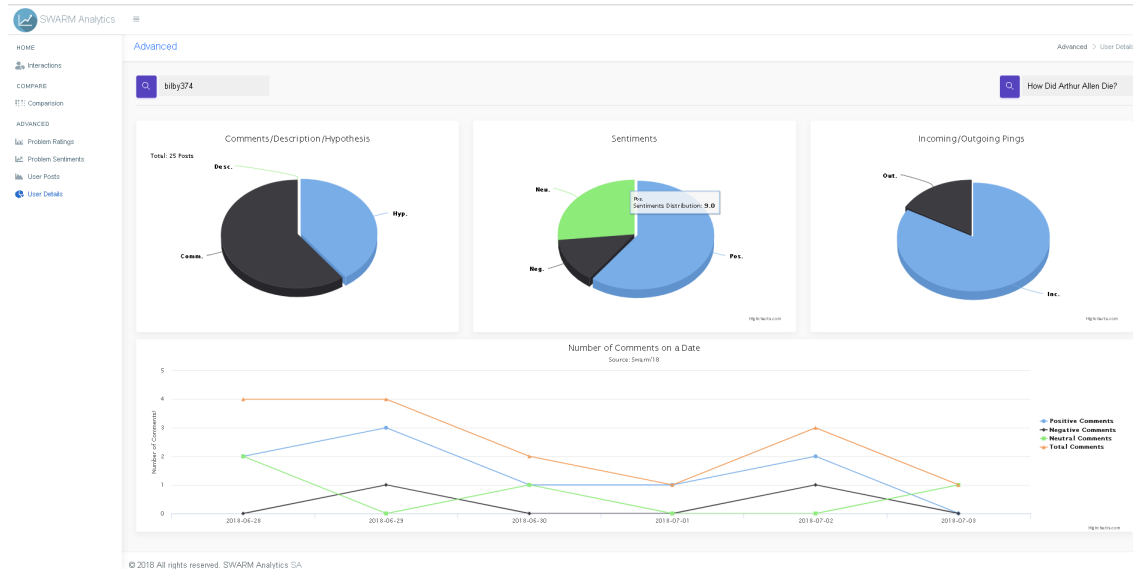 SWARM Analytics
HOME
Interactions
COMPARE
Comparision
ADVANCED
Problem Ratings
Problem Sentiments
User Posts
User Details
Advanced
Advanced > User Details
bilby374
How Did Arthur Allen Die?
Comments/Description/Hypothesis
Total: 25 Posts
Desc.
Hyp.
Comm.
Sentiments
Neu.
Pos.
Sentiments Distribution: 9.0
Neg.
Pos.
Highcharts.com
Incoming/Outgoing Pings
Out.
Inc.
Highcharts.com
Number of Comments on a Date
Source: Swarm'18
Number of Comments!
5
4
3
2
1
0
2018-06-28
2018-06-29
2018-06-30
2018-07-01
2018-07-02
2018-07-03
Positive Comments
Negative Comments
Neutral Comments
Total Comments
Highcharts.com
© 2018 All rights reserved. SWARM Analytics SA